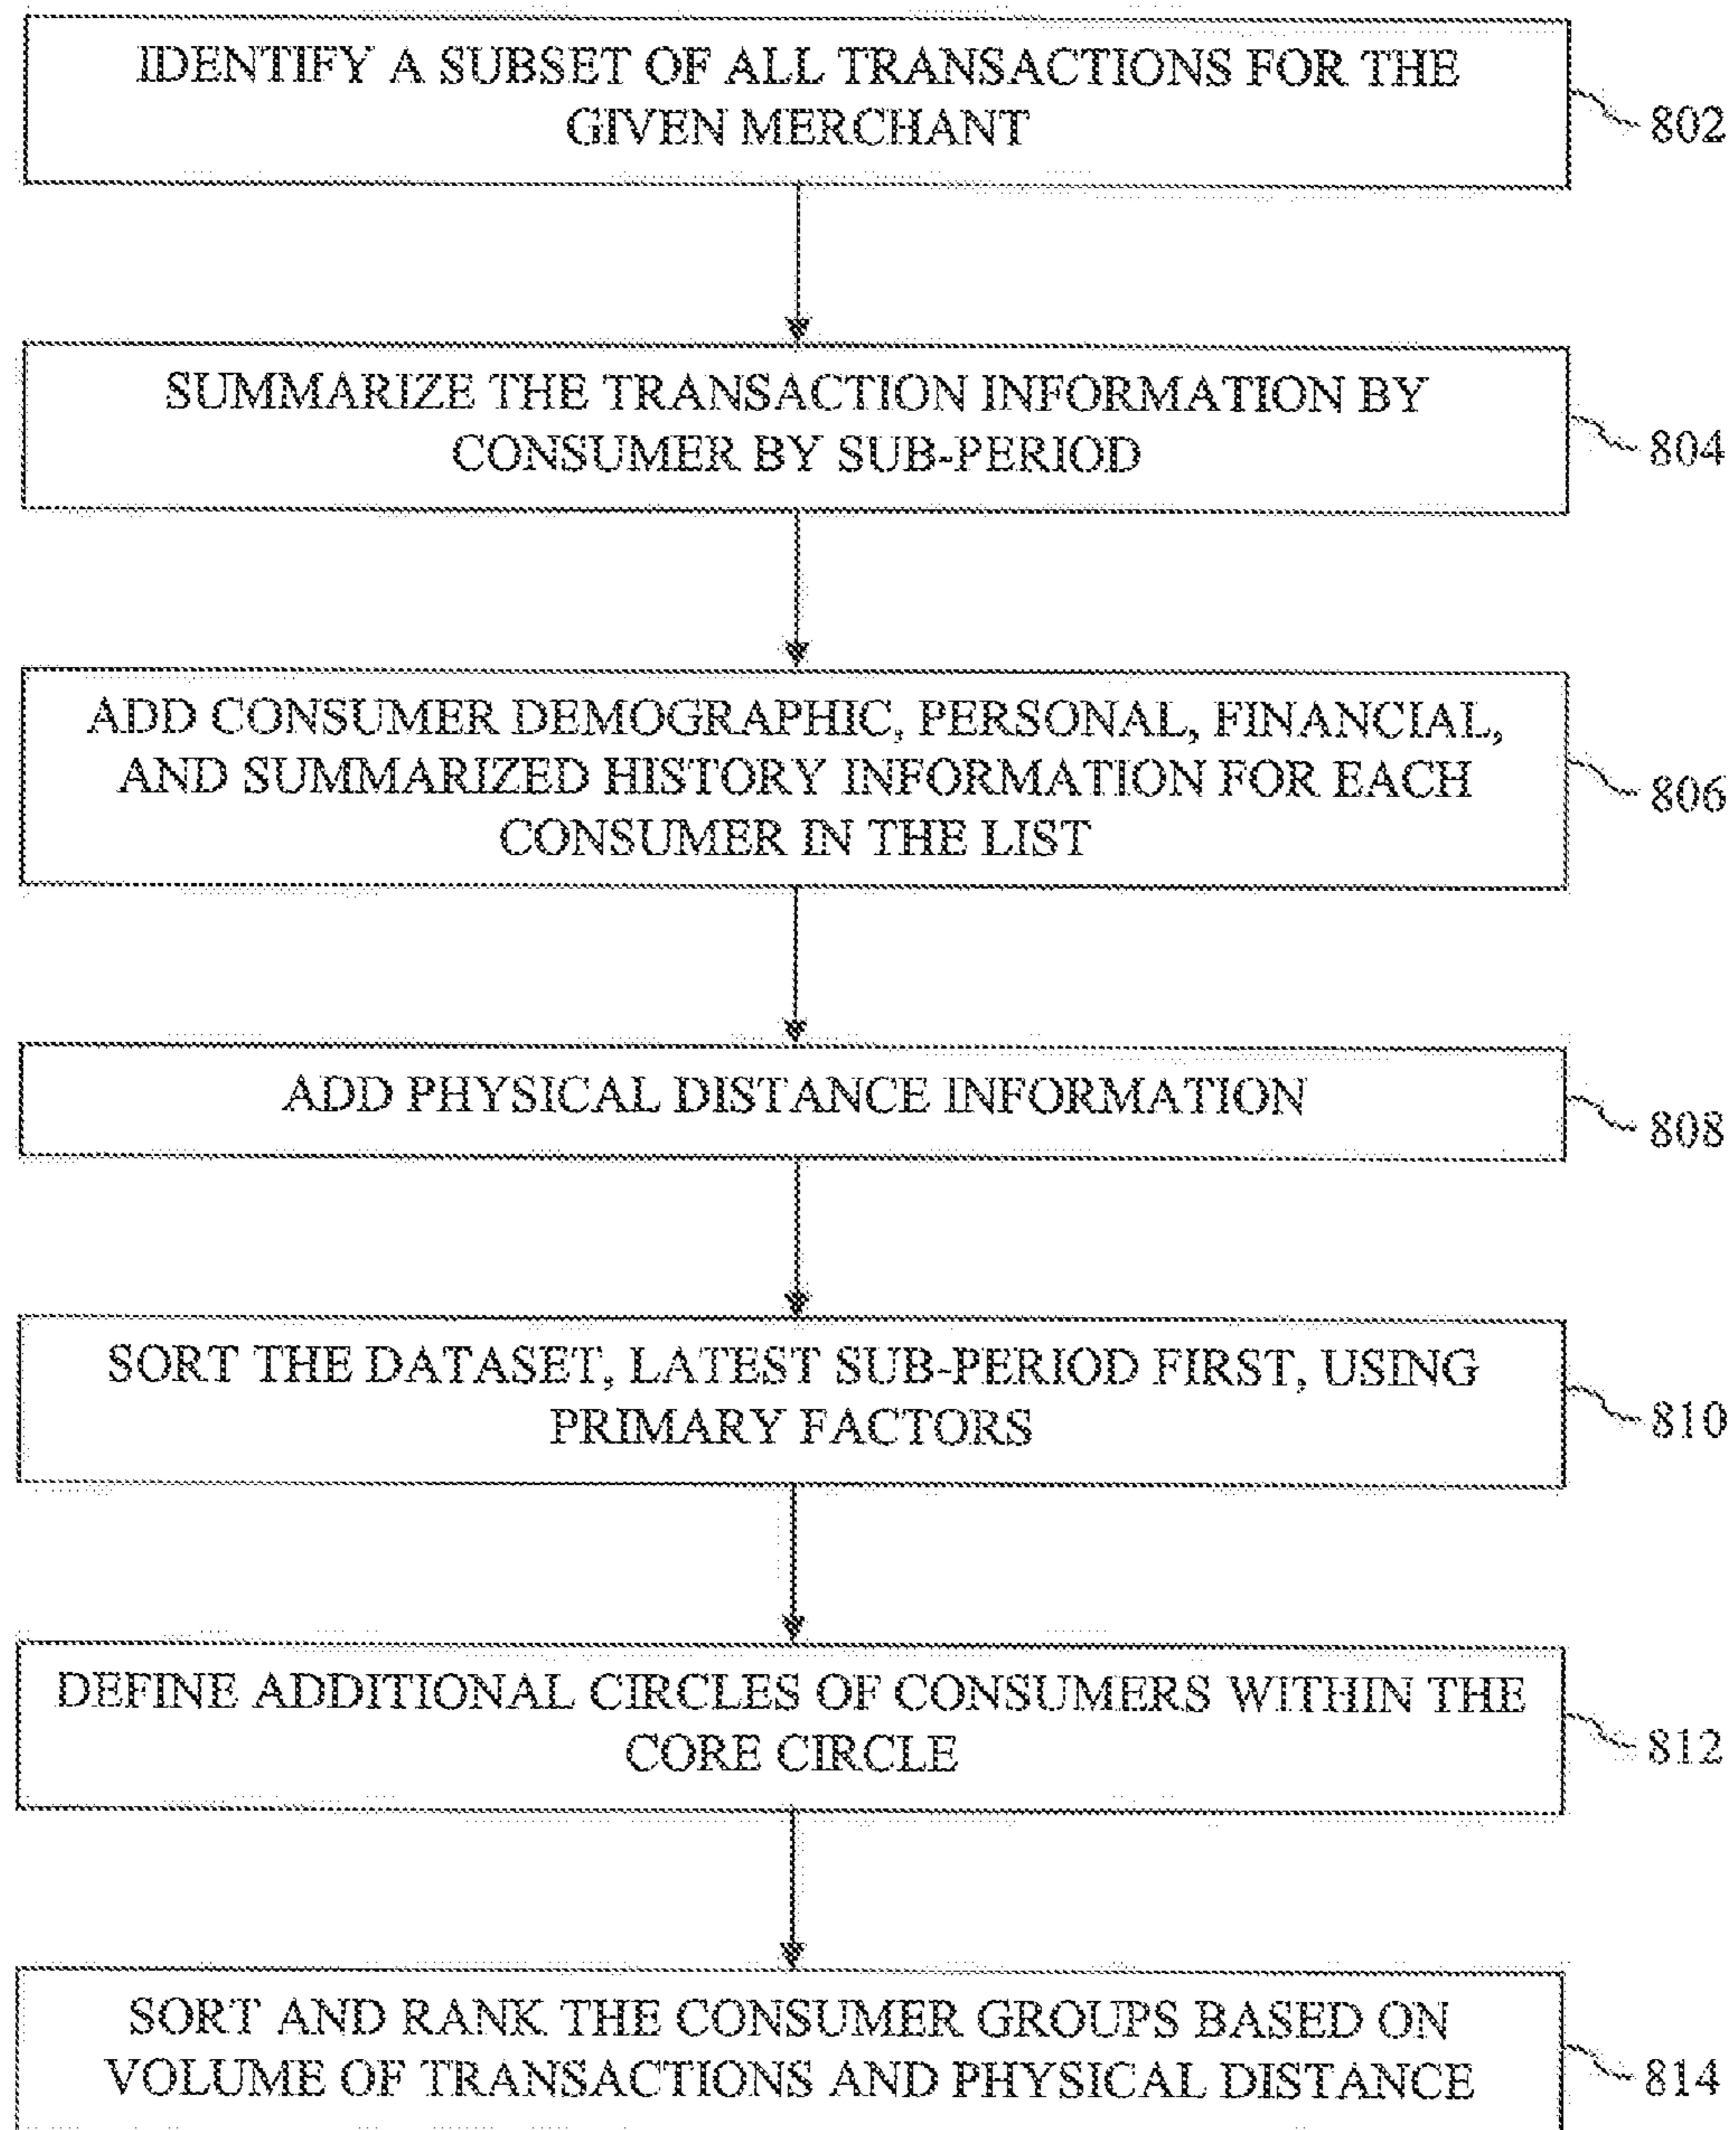 IDENTIFY A SUBSET OF ALL TRANSACTIONS FOR THE
GIVEN MERCHANT
802
SUMMARIZE THE TRANSACTION INFORMATION BY
CONSUMER BY SUB-PERIOD
804
ADD CONSUMER DEMOGRAPHIC, PERSONAL, FINANCIAL,
AND SUMMARIZED HISTORY INFORMATION FOR EACH
CONSUMER IN THE LIST
806
ADD PHYSICAL DISTANCE INFORMATION
808
SORT THE DATASET, LATEST SUB-PERIOD FIRST, USING
PRIMARY FACTORS
810
DEFINE ADDITIONAL CIRCLES OF CONSUMERS WITHIN THE
CORE CIRCLE
812
SORT AND RANK THE CONSUMER GROUPS BASED ON
VOLUME OF TRANSACTIONS AND PHYSICAL DISTANCE
814